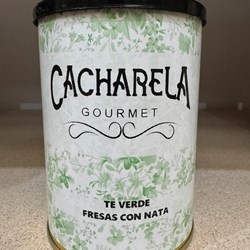 CACHARELA
GOURMET
TE VERDE
FRESAS CON NATA